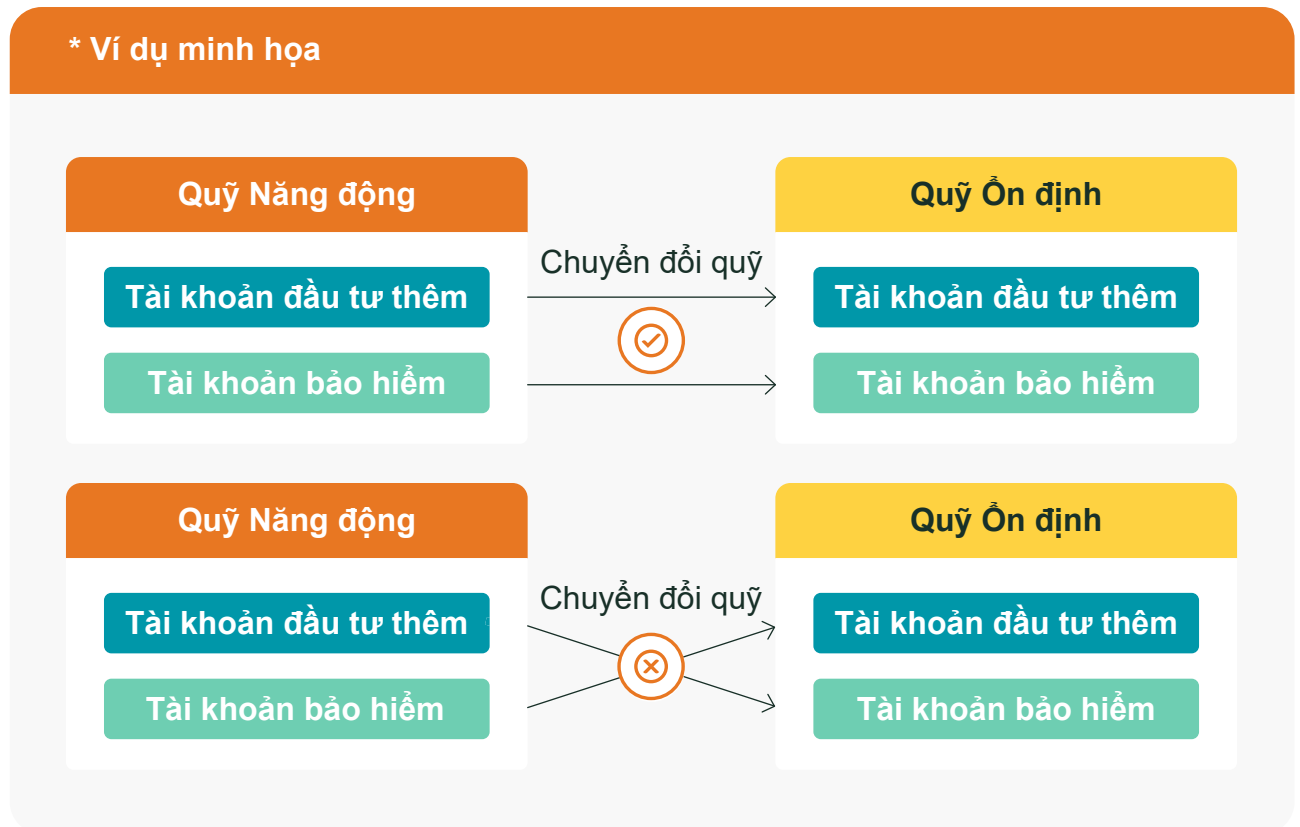 * Ví dụ minh họa
Quỹ Năng động
Tài khoản đầu tư thêm
Tài khoản bảo hiểm
Chuyển đổi quỹ
Quỹ Ổn định
Tài khoản đầu tư thêm
Tài khoản bảo hiểm
Quỹ Năng động
Tài khoản đầu tư thêm
Tài khoản bảo hiểm
Chuyển đổi quỹ
Quỹ Ổn định
Tài khoản đầu tư thêm
Tài khoản bảo hiểm